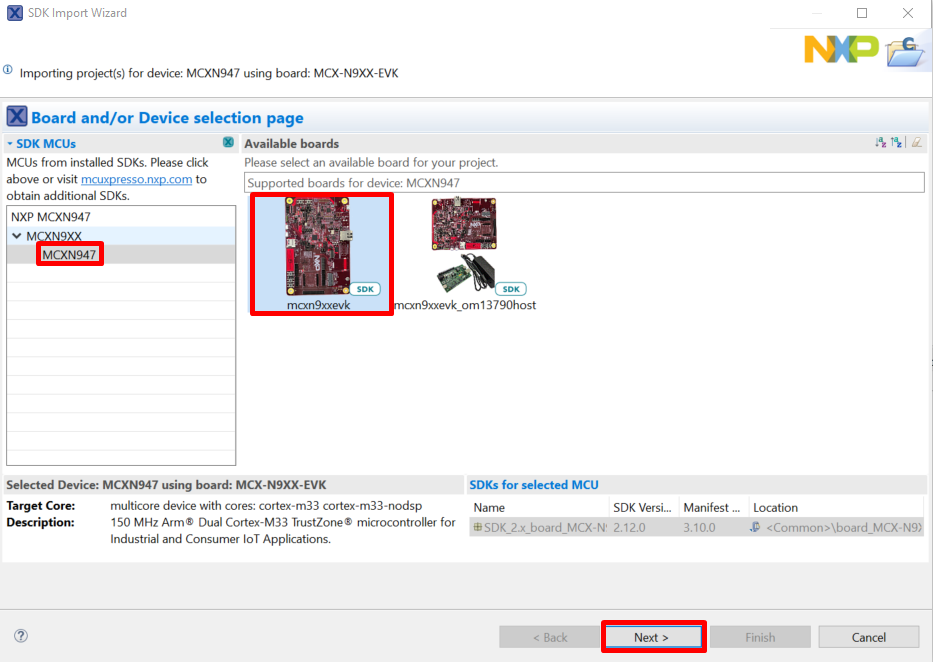 SDK Import Wizard
NXP
Importing project(s) for device: MCXN947 using board: MCX-N9XX-EVK
Board and/or Device selection page
SDK MCUs
MCUs from installed SDKs. Please click
above or visit mcuxpresso.nxp.com to
obtain additional SDKs.
NXP MCXN947
MCXN9XX
MCXN947
Available boards
Please select an available board for your project.
Supported boards for device: MCXN947
SDK
mcxn9xxevk
SDK
mcxn9xxevk_om13790host
Selected Device: MCXN947 using board: MCX-N9XX-EVK
Target Core: multicore device with cores: cortex-m33 cortex-m33-nodsp
Description: 150 MHz Arm® Dual Cortex-M33 TrustZone® microcontroller for
Industrial and Consumer IoT Applications.
SDKs for selected MCU
Name SDK Versi... Manifest ... Location
SDK_2.x_board_MCX-N9 2.12.0 3.10.0 <Common>\board_MCX-N9X
< Back Next > Finish Cancel